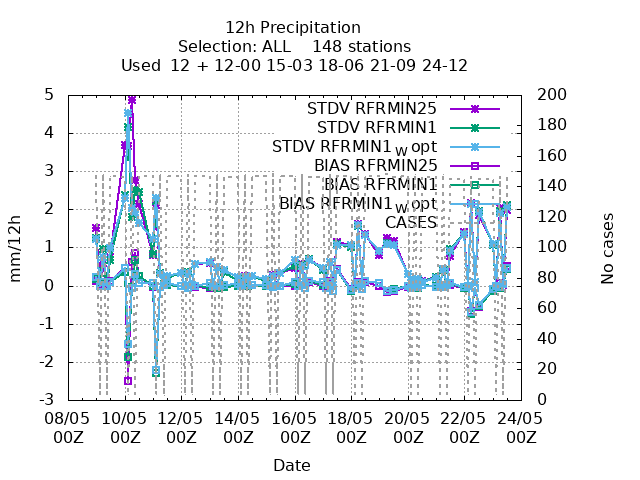 12h Precipitation
Selection: ALL    148 stations
Used  12 + 12-00 15-03 18-06 21-09 24-12
5
4
3
2
1
0
-1
-2
-3
mm/12h
200
180
160
140
120
100
80
60
40
20
0
No cases
STDV RFRMIN25
STDV RFRMIN1
STDV RFRMIN1_w opt
BIAS RFRMIN25
BIAS RFRMIN1
BIAS RFRMIN1_w opt
CASES
08/05 10/05 12/05 14/05 16/05 18/05 20/05 22/05 24/05
00Z 00Z 00Z 00Z 00Z 00Z 00Z 00Z 00Z
Date